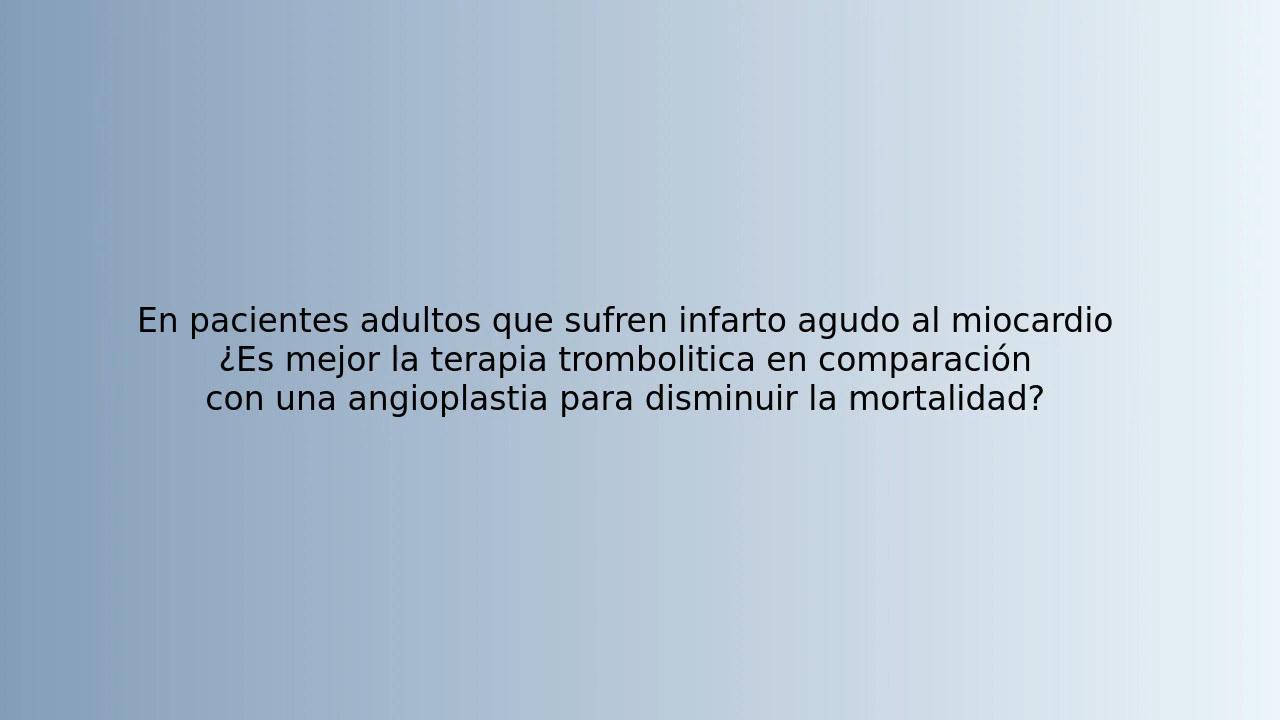 En pacientes adultos que sufren infarto agudo al miocardio
¿Es mejor la terapia trombolitica en comparación
con una angioplastia para disminuir la mortalidad?